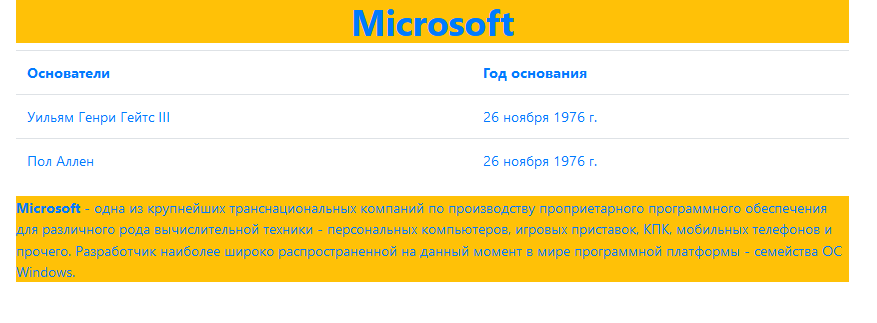 Microsoft
Основатели Год основания
Уильям Генри Гейтс III 26 ноября 1976 г.
Пол Аллен 26 ноября 1976 г.
Microsoft - одна из крупнейших транснациональных компаний по производству проприетарного программного обеспечения
для различного рода вычислительной техники - персональных компьютеров, игровых приставок, КПК, мобильных телефонов и
прочего. Разработчик наиболее широко распространенной на данный момент в мире программной платформы - семейства ОС
Windows.